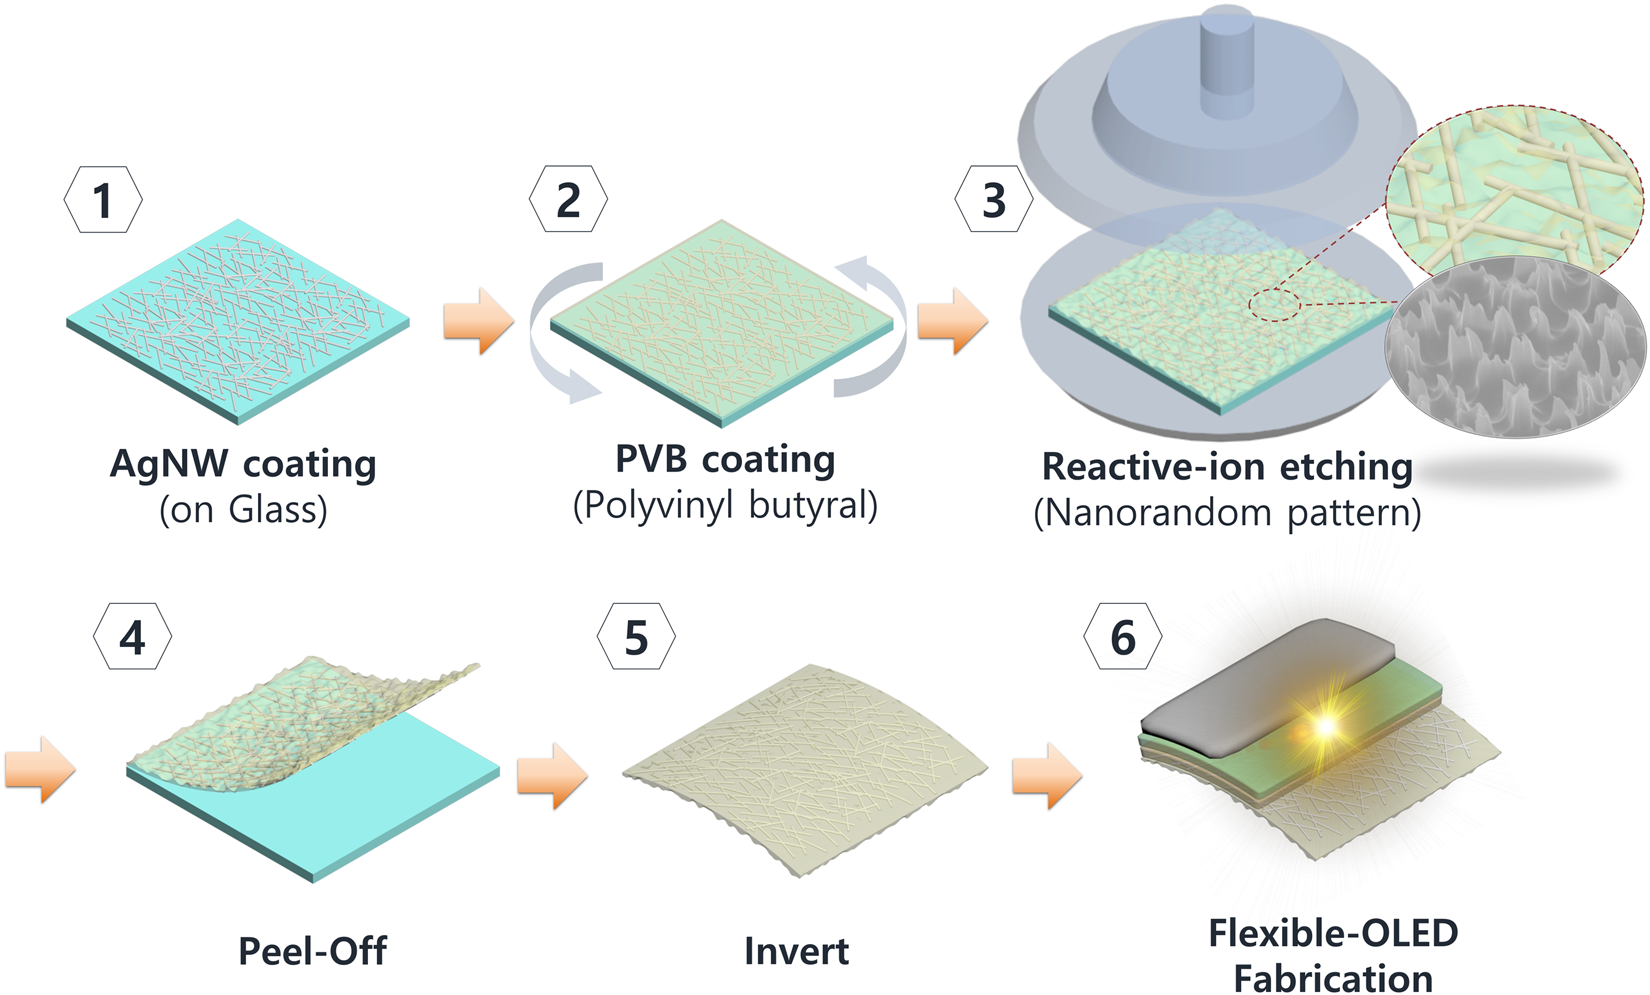 1
AgNW coating
(on Glass)
2
PVB coating
(Polyvinyl butyral)
3
Reactive-ion etching
(Nanorandom pattern)
4
Peel-Off
5
Invert
6
Flexible-OLED
Fabrication